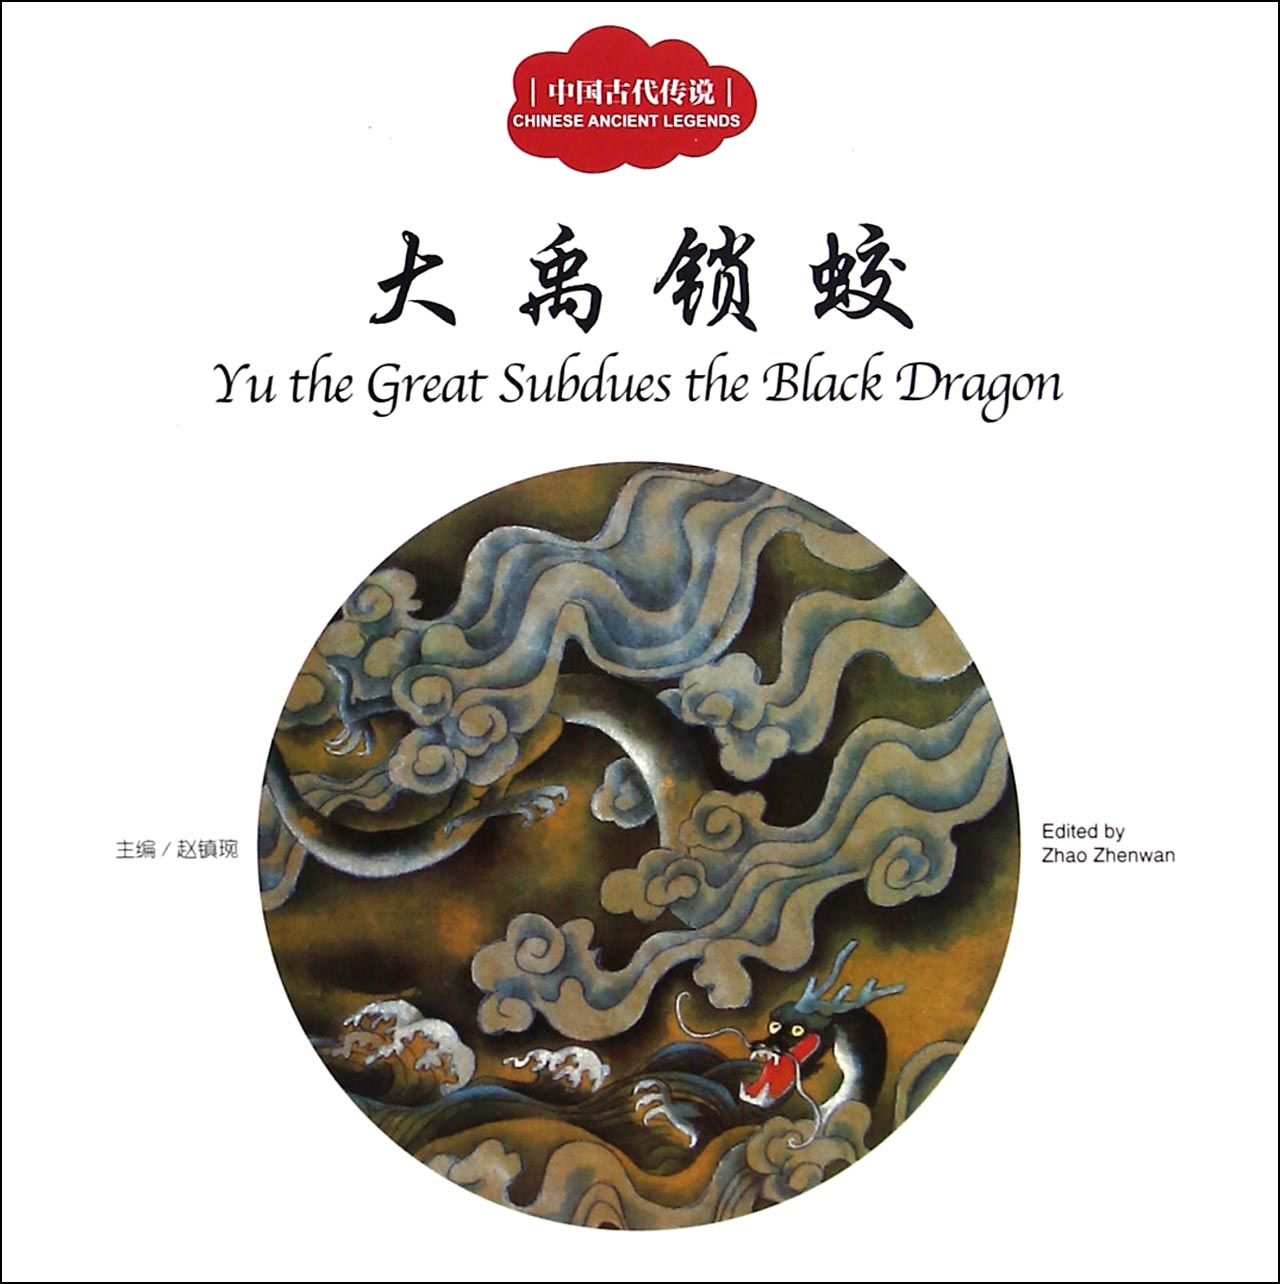 中国古代传说
CHINESE ANCIENT LEGENDS
大禹锁蛟
Yu the Great Subdues the Black Dragon
主编 / 赵镇琬
Edited by
Zhao Zhenwan